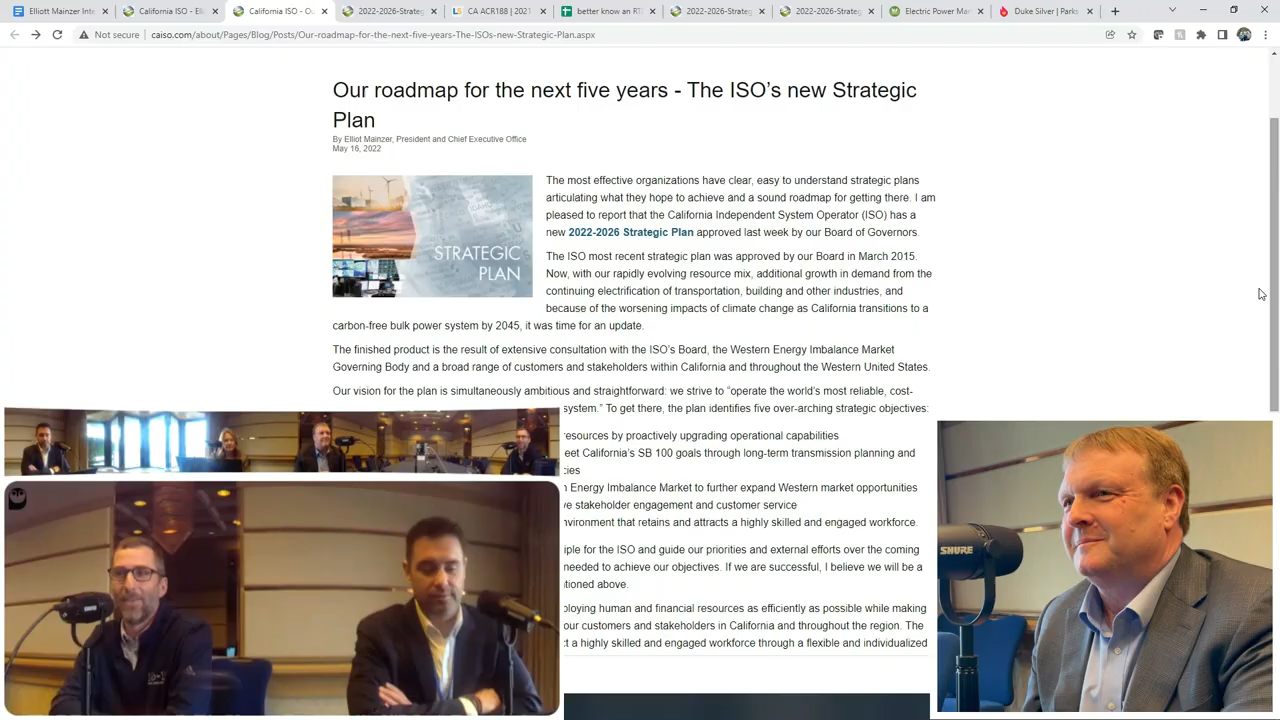 Elliott Mainzer Inte
California ISO - Elli
California ISO - Ou
2022-2026-Strateg
CA ACR188 | 2021
better know an RT
2022-2026-Strateg
2022-2026-Strateg
Electric Power Ma
Duke Silver | Parks
Not secure
caiso.com/about/Pages/Blog/Posts/Our-roadmap-for-the-next-five-years-The-ISOs-new-Strategic-Plan.aspx
Our roadmap for the next five years - The ISO's new Strategic
Plan
By Elliot Mainzer, President and Chief Executive Office
May 16, 2022
STRATEGIC
PLAN
The most effective organizations have clear, easy to understand strategic plans
articulating what they hope to achieve and a sound roadmap for getting there. I am
pleased to report that the California Independent System Operator (ISO) has a
new 2022-2026 Strategic Plan approved last week by our Board of Governors.
The ISO most recent strategic plan was approved by our Board in March 2015.
Now, with our rapidly evolving resource mix, additional growth in demand from the
continuing electrification of transportation, building and other industries, and
because of the worsening impacts of climate change as California transitions to a
carbon-free bulk power system by 2045, it was time for an update.
The finished product is the result of extensive consultation with the ISO's Board, the Western Energy Imbalance Market
Governing Body and a broad range of customers and stakeholders within California and throughout the Western United States.
Our vision for the plan is simultaneously ambitious and straightforward: we strive to "operate the world's most reliable, cost-
system." To get there, the plan identifies five over-arching strategic objectives:
resources by proactively upgrading operational capabilities
eet California's SB 100 goals through long-term transmission planning and
cies
n Energy Imbalance Market to further expand Western market opportunities
ve stakeholder engagement and customer service
nvironment that retains and attracts a highly skilled and engaged workforce.
iple for the ISO and guide our priorities and external efforts over the coming
needed to achieve our objectives. If we are successful, I believe we will be a
tioned above.
ploying human and financial resources as efficiently as possible while making
our customers and stakeholders in California and throughout the region. The
t a highly skilled and engaged workforce through a flexible and individualized
SHURE